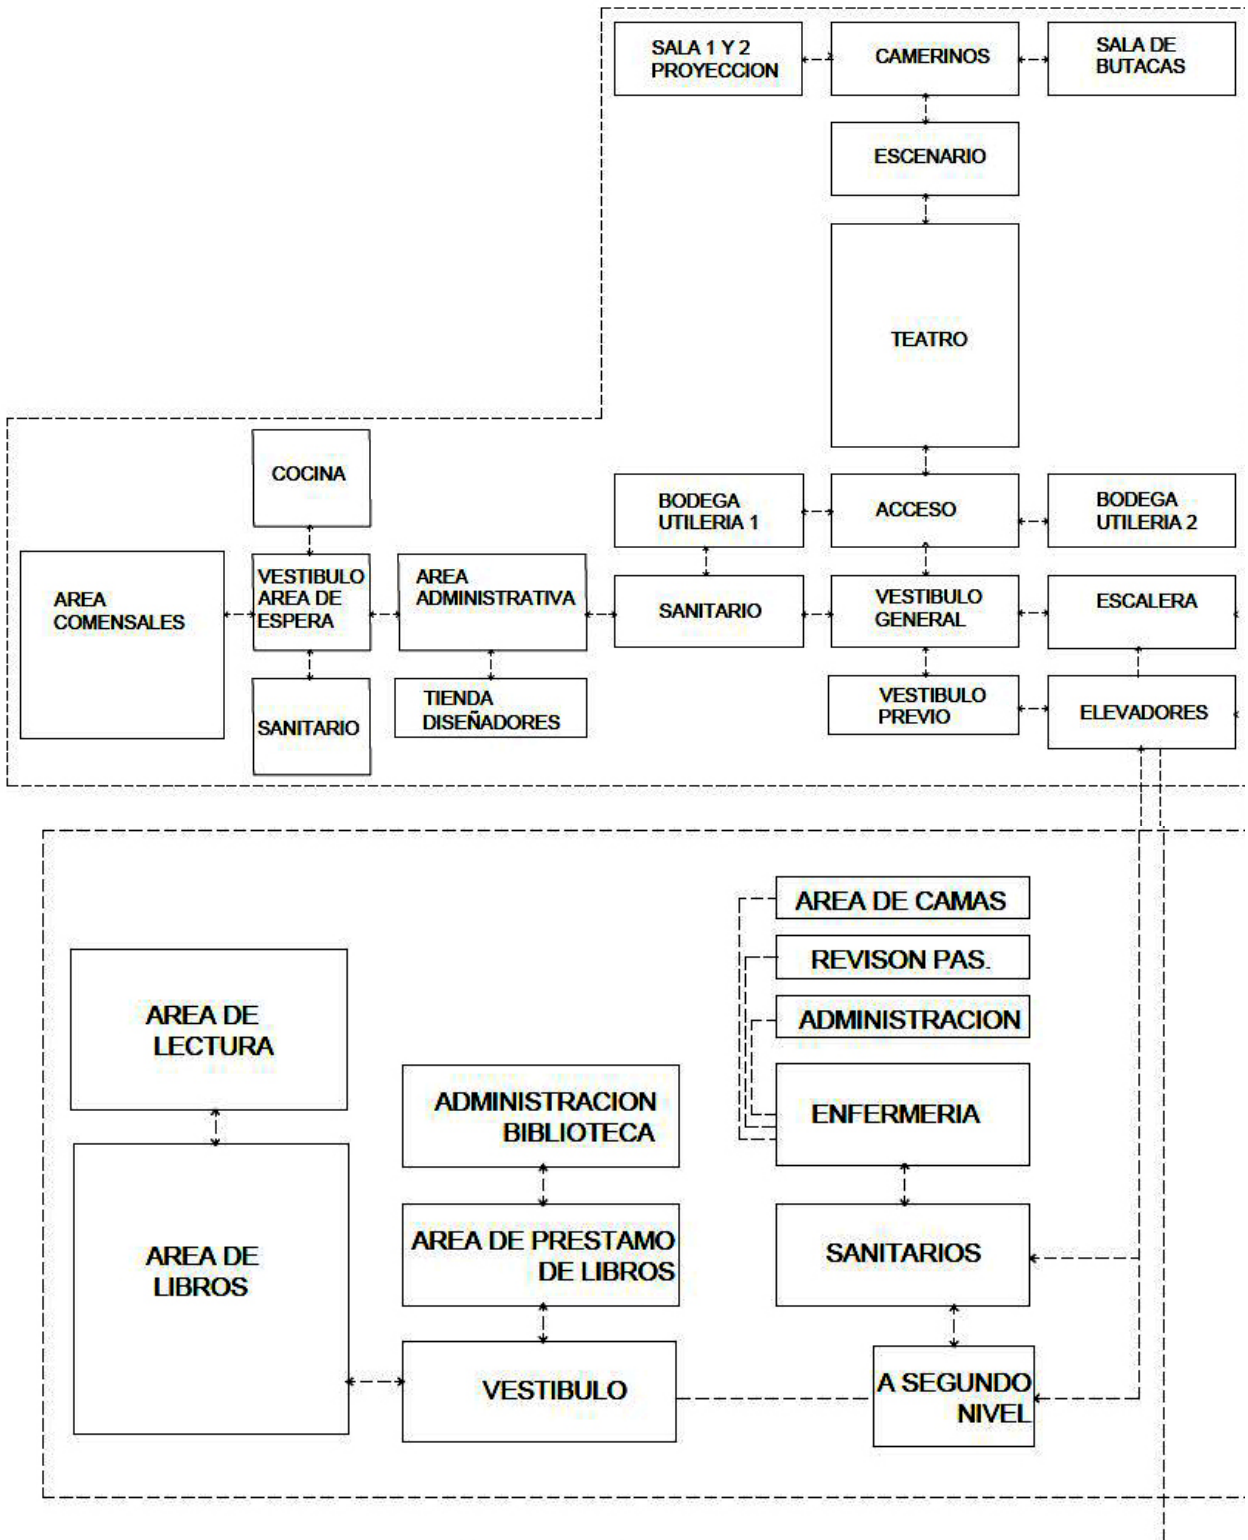 SALA 1 Y 2
PROYECCION
CAMERINOS
SALA DE
BUTACAS
ESCENARIO
TEATRO
COCINA
BODEGA
UTILERIA 1
ACCESO
BODEGA
UTILERIA 2
AREA
COMENSALES
VESTIBULO
AREA DE
ESPERA
AREA
ADMINISTRATIVA
SANITARIO
VESTIBULO
GENERAL
ESCALERA
SANITARIO
TIENDA
DISEÑADORES
VESTIBULO
PREVIO
ELEVADORES
AREA DE CAMAS
REVISON PAS.
ADMINISTRACION
AREA DE
LECTURA
ADMINISTRACION
BIBLIOTECA
ENFERMERIA
AREA DE
LIBROS
AREA DE PRESTAMO
DE LIBROS
SANITARIOS
VESTIBULO
A SEGUNDO
NIVEL